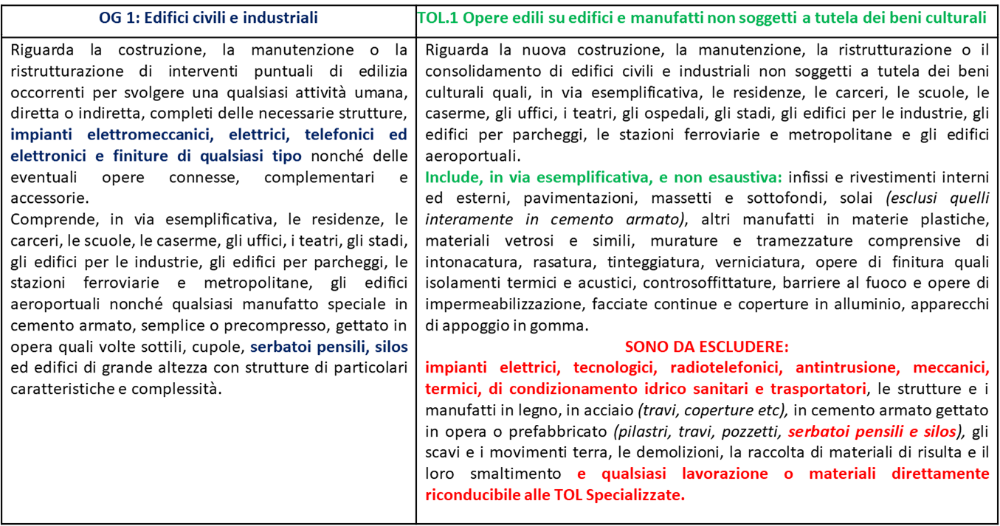 OG 1: Edifici civili e industriali
Riguarda la costruzione, la manutenzione o la
ristrutturazione di interventi puntuali di edilizia
occorrenti per svolgere una qualsiasi attività umana,
diretta o indiretta, completi delle necessarie strutture,
impianti elettromeccanici, elettrici, telefonici ed
elettronici e finiture di qualsiasi tipo nonché delle
eventuali opere connesse, complementari e
accessorie.
Comprende, in via esemplificativa, le residenze, le
carceri, le scuole, le caserme, gli uffici, i teatri, gli stadi,
gli edifici per le industrie, gli edifici per parcheggi, le
stazioni ferroviarie e metropolitane, gli edifici
aeroportuali nonché qualsiasi manufatto speciale in
cemento armato, semplice o precompresso, gettato in
opera quali volte sottili, cupole, serbatoi pensili, silos
ed edifici di grande altezza con strutture di particolari
caratteristiche e complessità.
TOL.1 Opere edili su edifici e manufatti non soggetti a tutela dei beni culturali
Riguarda la nuova costruzione, la manutenzione, la ristrutturazione o il
consolidamento di edifici civili e industriali non soggetti a tutela dei beni
culturali quali, in via esemplificativa, le residenze, le carceri, le scuole, le
caserme, gli uffici, i teatri, gli ospedali, gli stadi, gli edifici per le industrie, gli
edifici per parcheggi, le stazioni ferroviarie e metropolitane e gli edifici
aeroportuali.
Include, in via esemplificativa, e non esaustiva: infissi e rivestimenti interni
ed esterni, pavimentazioni, massetti e sottofondi, solai (esclusi quelli
interamente in cemento armato), altri manufatti in materie plastiche,
materiali vetrosi e simili, murature e tramezzature comprensive di
intonacatura, rasatura, tinteggiatura, verniciatura, opere di finitura quali
isolamenti termici e acustici, controsoffittature, barriere al fuoco e opere di
impermeabilizzazione, facciate continue e coperture in alluminio, apparecchi
di appoggio in gomma.
SONO DA ESCLUDERE:
impianti elettrici, tecnologici, radiotelefonici, antintrusione, meccanici,
termici, di condizionamento idrico sanitari e trasportatori, le strutture e i
manufatti in legno, in acciaio (travi, coperture etc), in cemento armato gettato
in opera o prefabbricato (pilastri, travi, pozzetti, serbatoi pensili e silos), gli
scavi e i movimenti terra, le demolizioni, la raccolta di materiali di risulta e il
loro smaltimento e qualsiasi lavorazione o materiali direttamente
riconducibile alle TOL Specializzate.